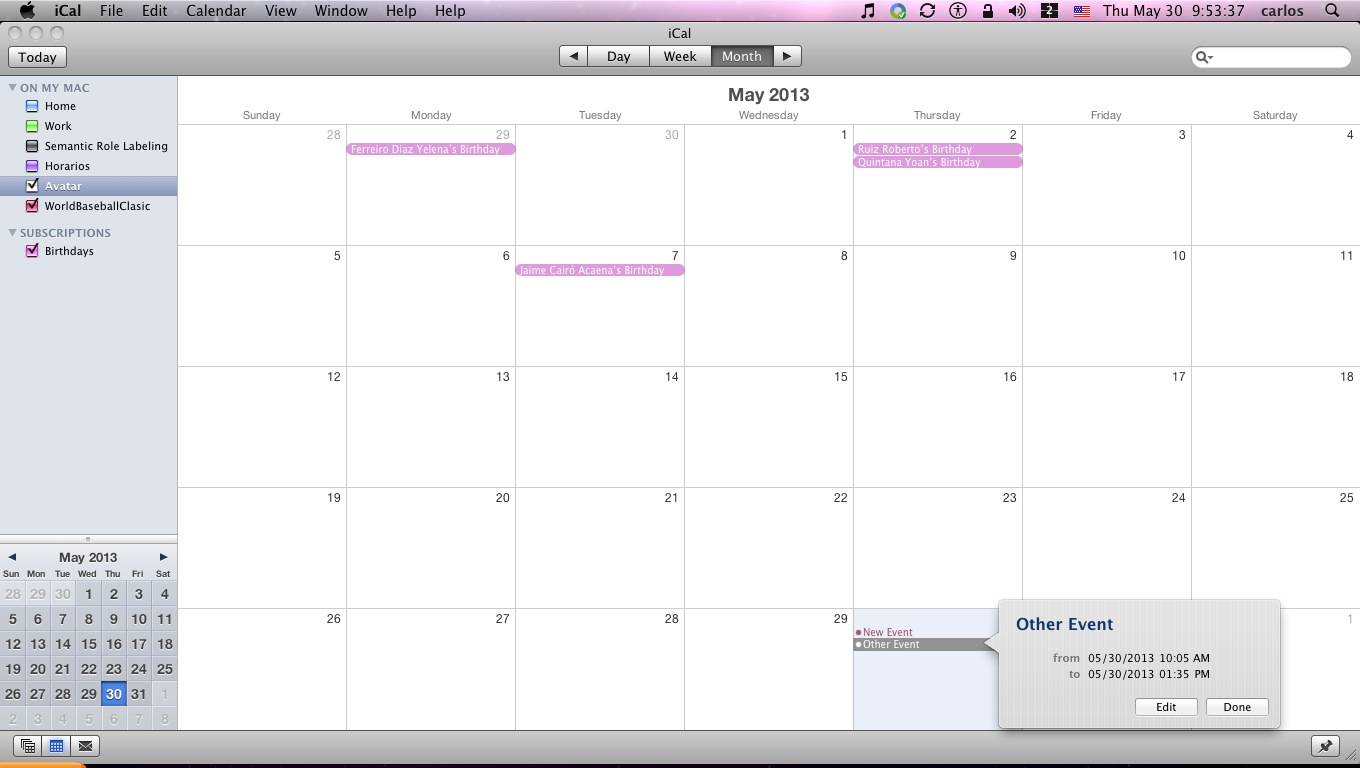 iCal File Edit Calendar View Window Help Help 2 Thu May 30 9:53:37 carlos
iCal
Today Day Week Month
ON MY MAC
Home
Work
Semantic Role Labeling
Horarios
Avatar
WorldBaseballClasic
SUBSCRIPTIONS
Birthdays
May 2013
Sun Mon Tue Wed Thu Fri Sat
28 29 30 1 2 3 4
5 6 7 8 9 10 11
12 13 14 15 16 17 18
19 20 21 22 23 24 25
26 27 28 29 30 31 1
2 3 4 5 6 7 8
May 2013
Sunday Monday Tuesday Wednesday Thursday Friday Saturday
28 29 30 1 2 3 4
Ferreiro Diaz Yelena's Birthday Ruiz Roberto's Birthday
Quintana Yoan's Birthday
5 6 7 8 9 10 11
Jaime Cairó Acaena's Birthday
12 13 14 15 16 17 18
19 20 21 22 23 24 25
26 27 28 29 1
New Event
Other Event
Other Event
from 05/30/2013 10:05 AM
to 05/30/2013 01:35 PM
Edit Done